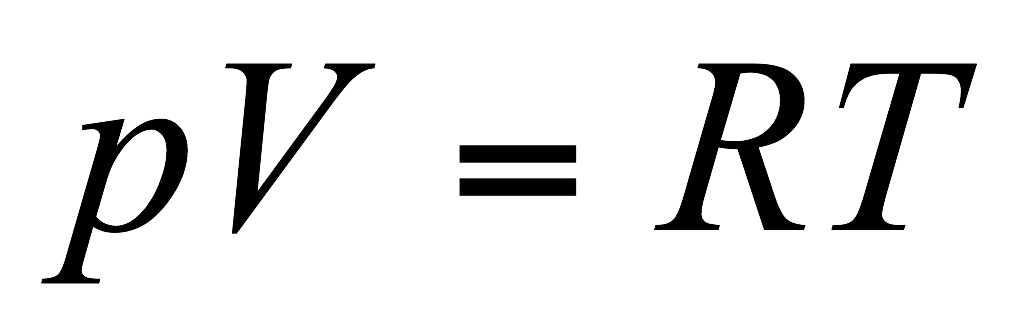 pV = RT